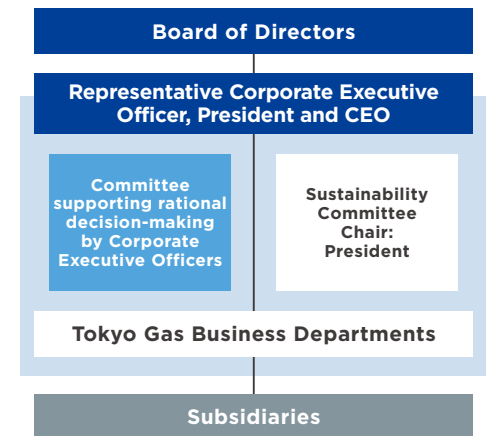 Board of Directors
Representative Corporate Executive
Officer, President and CEO
Committee
supporting rational
decision-making
by Corporate
Executive Officers
Sustainability
Committee
Chair:
President
Tokyo Gas Business Departments
Subsidiaries